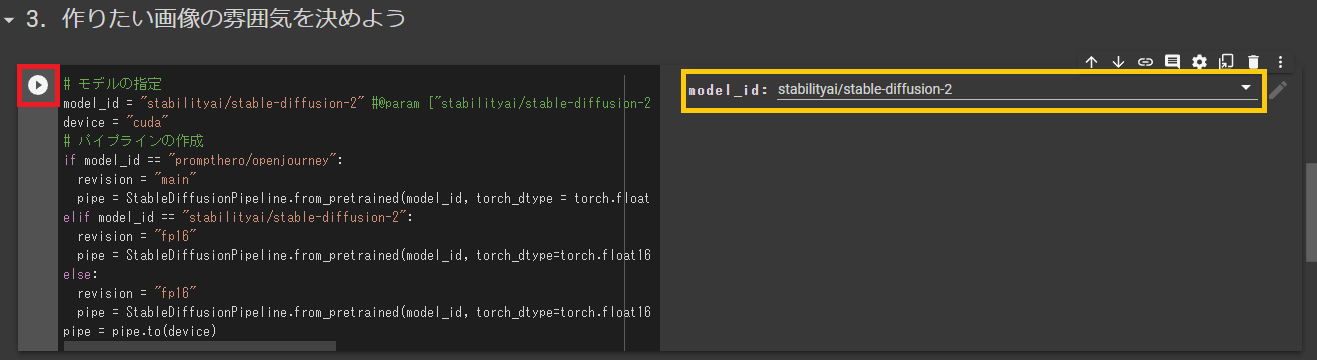 3. 作りたい画像の雰囲気を決めよう
# モデルの指定
model_id = "stabilityai/stable-diffusion-2" #@param ["stabilityai/stable-diffusion-2
device = "cuda"
# パイプラインの作成
if model_id == "prompthero/openjourney":
  revision = "main"
  pipe = StableDiffusionPipeline.from_pretrained(model_id, torch_dtype = torch.float
elif model_id == "stabilityai/stable-diffusion-2":
  revision = "fp16"
  pipe = StableDiffusionPipeline.from_pretrained(model_id, torch_dtype=torch.float16
else:
  revision = "fp16"
  pipe = StableDiffusionPipeline.from_pretrained(model_id, torch_dtype=torch.float16
pipe = pipe.to(device)
model_id: stabilityai/stable-diffusion-2